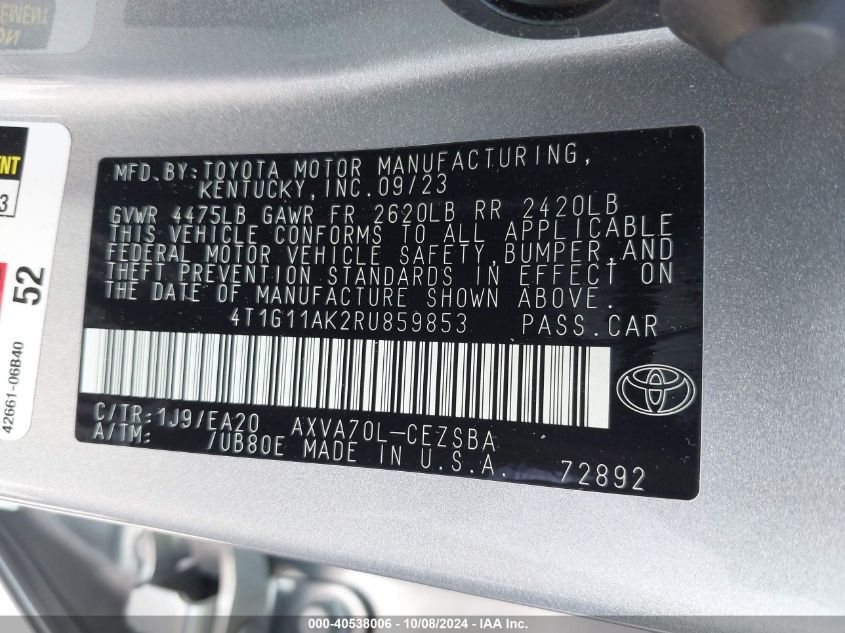 MFD.BY:TOYOTA MOTOR MANUFACTURING,
KENTUCKY,INC.09/23
GVWR 4475LB GAWR FR 2620LB RR 2420LB
THIS VEHICLE CONFORMS TO ALL APPLICABLE
FEDERAL MOTOR VEHICLE SAFETY,BUMPER,AND
THEFT PREVENTION STANDARDS IN EFFECT ON
THE DATE OF MANUFACTURE SHOWN ABOVE.
4T1G11AK2RU859853 PASS.CAR
C/TR:1J9/EA20 AXVA70L-CEZSBA
A/TM: /UB80E MADE IN U.S.A. 72892
52
42661-06B40
000-40538006 - 10/08/2024 - IAA Inc.